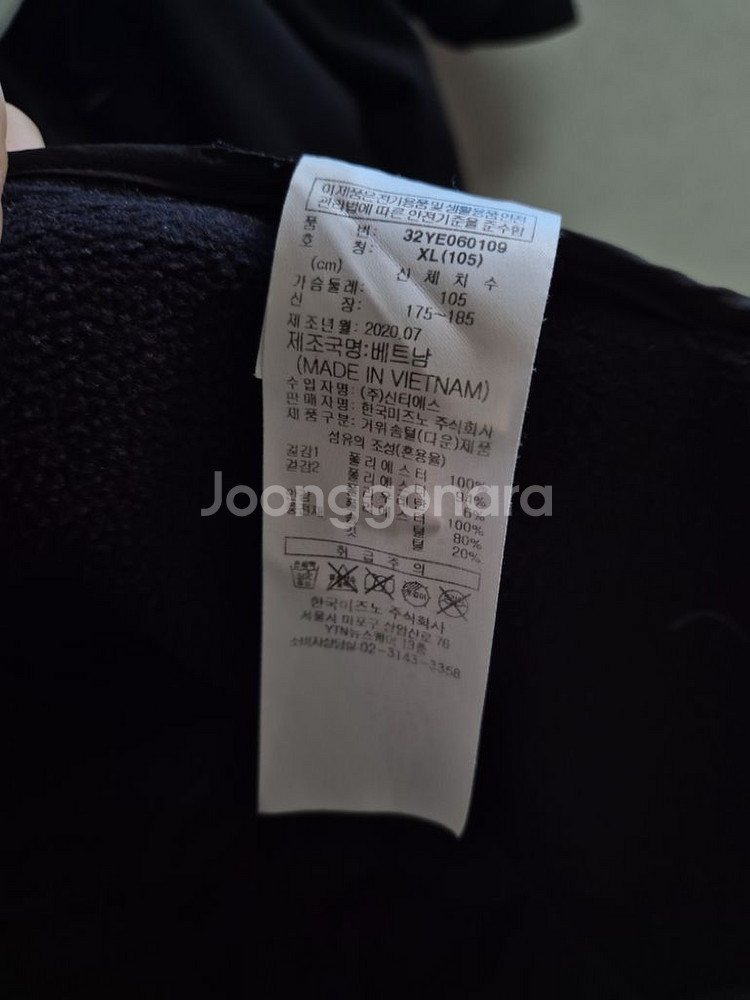 이 제품은 전기용품 및 생활용품 안전
관리법에 따른 안전기준을 준수함
품 번: 32YE060109
호 칭: XL(105)
(cm) 신 체 치 수
가슴둘레: 105
신 장: 175~185
제조년월: 2020.07
제조국명:베트남
(MADE IN VIETNAM)
수입자명: (주)신티에스
판매자명: 한국미즈노 주식회사
제품구분: 거위솜털(다운)제품
섬유의 조성(혼용율)
겉감1 폴리에스터 100%
겉감2 폴리에스터 94%
6%
폴리에스터 100%
털 80%
털 20%
Joonggonara
취 급 주 의
한국미즈노 주식회사
서울시 마포구 상암산로 76
YTN뉴스퀘어 13층
소비자상담실 02-3143-3358